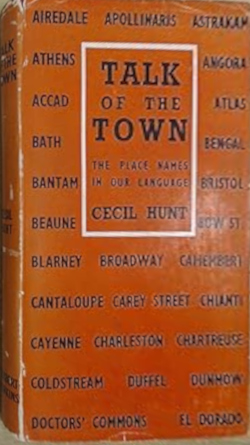 AIREDALE APOLLINARIS ASTRAKAN
ATHENS ANGORA
TALK
OF THE
TOWN
ACCAD ATLAS
BATH BENGAL
THE PLACE NAMES
IN OUR LANGUAGE
BANTAM BRISTOL
CECIL HUNT
BEAUNE BOW ST.
BLARNEY BROADWAY CAMEMBERT
CANTALOUPE CAREY STREET CHIANTI
CAYENNE CHARLESTON CHARTREUSE
COLDSTREAM DUFFEL DUNMOW
DOCTORS' COMMONS EL DORADO
TALK
OF THE
TOWN
HUNT